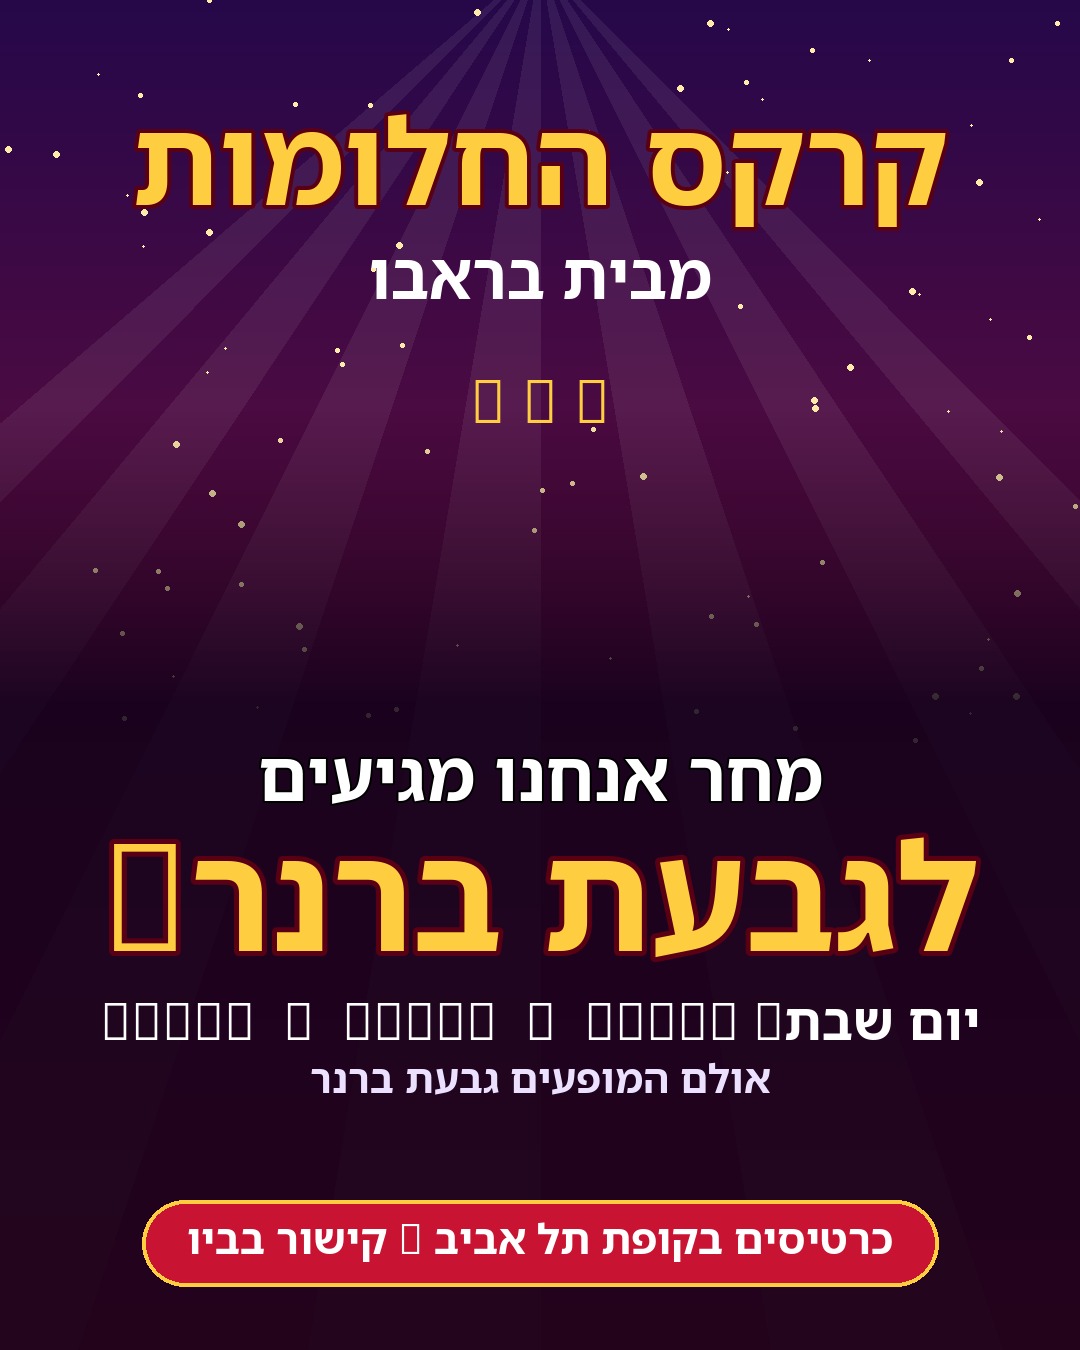 קרקס החלומות
מבית בראבו
מחר אנחנו מגיעים
לגבעת ברנר
יום שבת
אולם המופעים גבעת ברנר
כרטיסים בקופת תל אביב קישור בביו